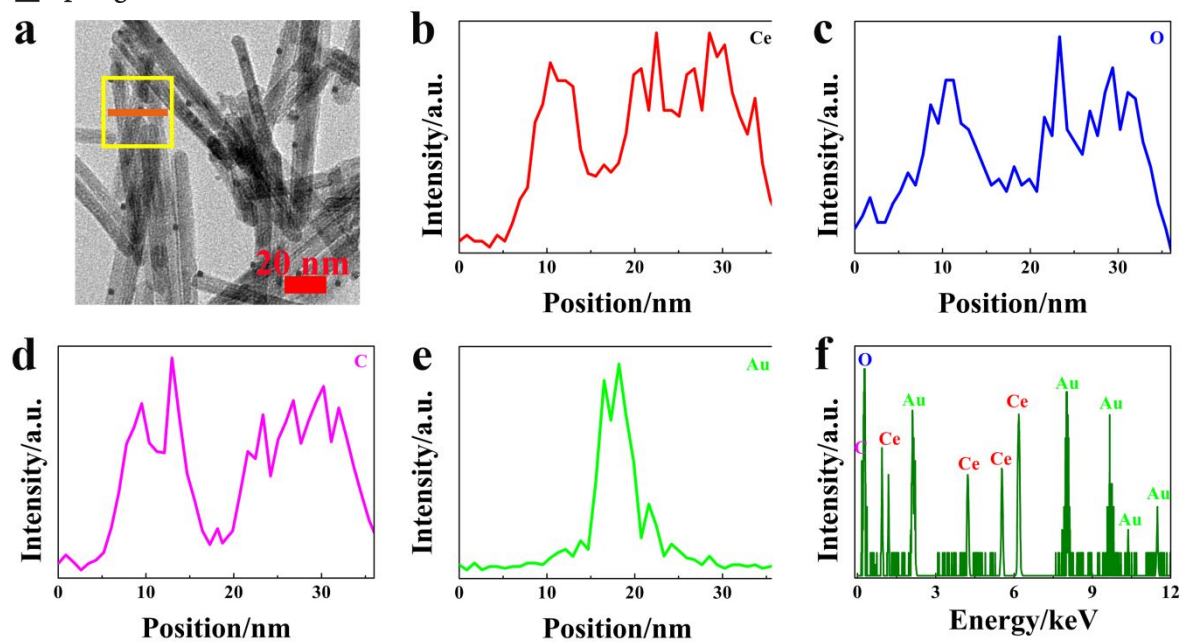 a
20 nm
b
Ce
Intensity/a.u.
0 10 20 30
Position/nm
c
O
Intensity/a.u.
0 10 20 30
Position/nm
d
C
Intensity/a.u.
0 10 20 30
Position/nm
e
Au
Intensity/a.u.
0 10 20 30
Position/nm
f
O
C
Ce
Au
Ce
Ce
Ce
Au
Au
Au
Au
Intensity/a.u.
0 3 6 9 12
Energy/keV